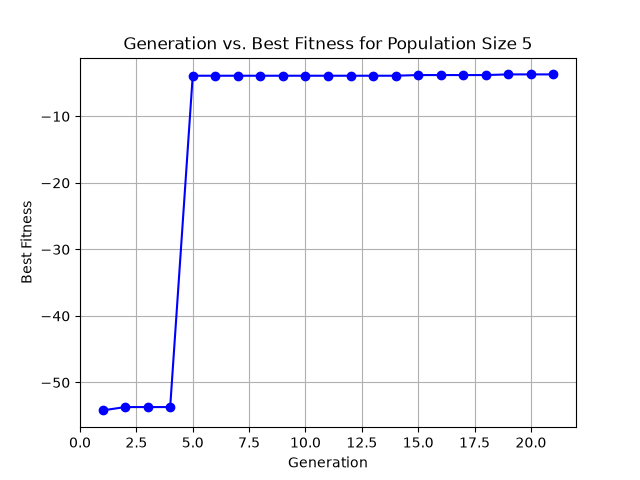 Generation vs. Best Fitness for Population Size 5
Best Fitness
−10
−20
−30
−40
−50
0.0 2.5 5.0 7.5 10.0 12.5 15.0 17.5 20.0
Generation